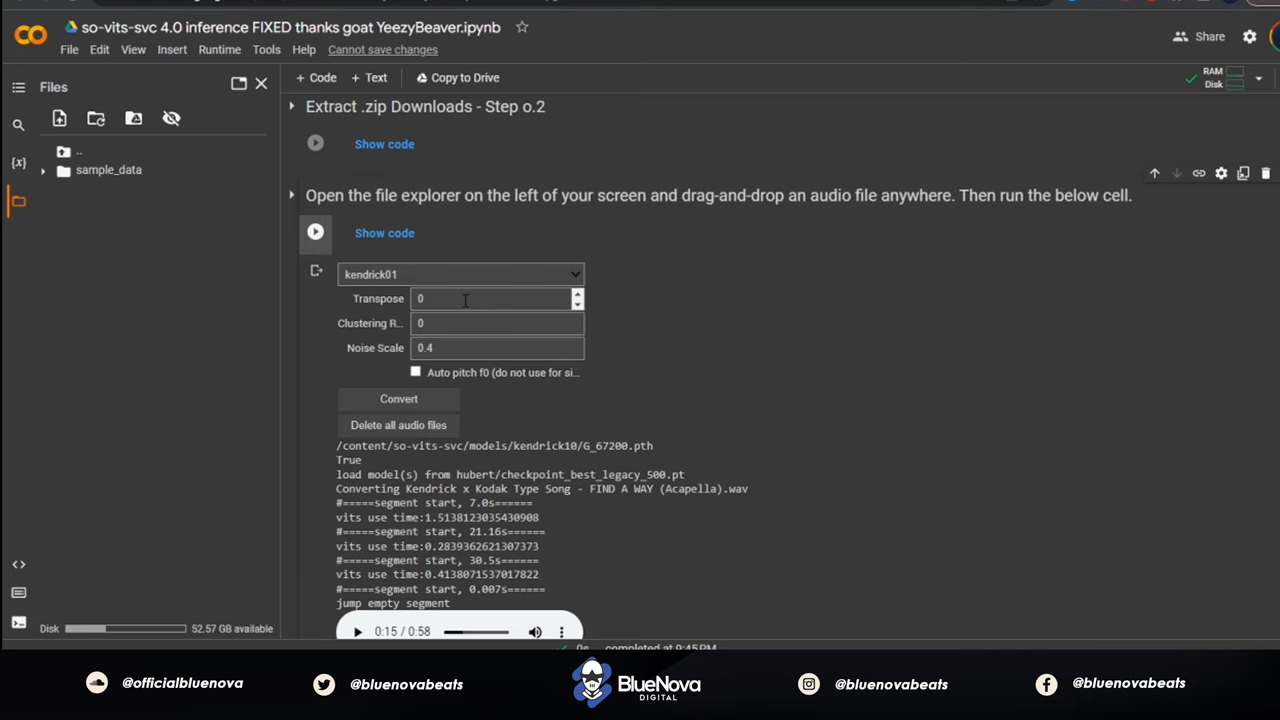 so-vits-svc 4.0 inference FIXED thanks goat YeezyBeaver.ipynb
File Edit View Insert Runtime Tools Help Cannot save changes
Share
Files
+ Code + Text Copy to Drive
RAM
Disk
Extract .zip Downloads - Step o.2
Show code
..
sample_data
{x}
Open the file explorer on the left of your screen and drag-and-drop an audio file anywhere. Then run the below cell.
Show code
kendrick01
Transpose 0
Clustering R... 0
Noise Scale 0.4
Auto pitch f0 (do not use for si...
Convert
Delete all audio files
/content/so-vits-svc/models/kendrick10/G_67200.pth
True
load model(s) from hubert/checkpoint_best_legacy_500.pt
Converting Kendrick x Kodak Type Song - FIND A WAY (Acapella).wav
#=====segment start, 7.0s======
vits use time:1.5138123035430908
#=====segment start, 21.16s======
vits use time:0.2839362621307373
#=====segment start, 30.5s======
vits use time:0.4138071537017822
#=====segment start, 0.007s======
jump empty segment
0:15 / 0:58
Disk 52.57 GB available
0s completed at 9:45 PM
@officialbluenova
@bluenovabeats
BlueNova
DIGITAL
@bluenovabeats
@bluenovabeats